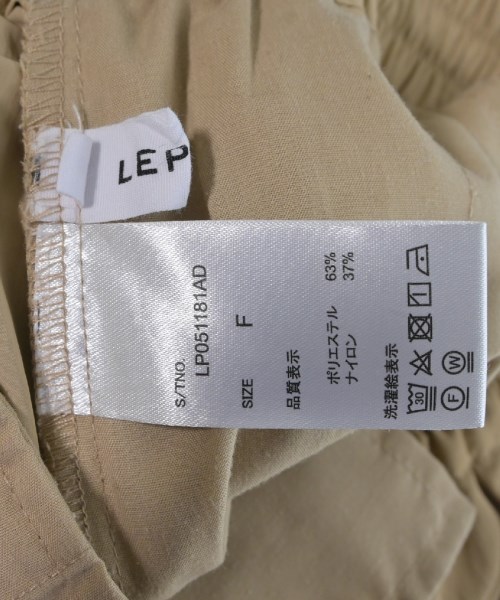 LEP
S/TNO.
LP051181AD
SIZE
F
品質表示
ポリエステル 63%
ナイロン 37%
洗濯絵表示
30
F W